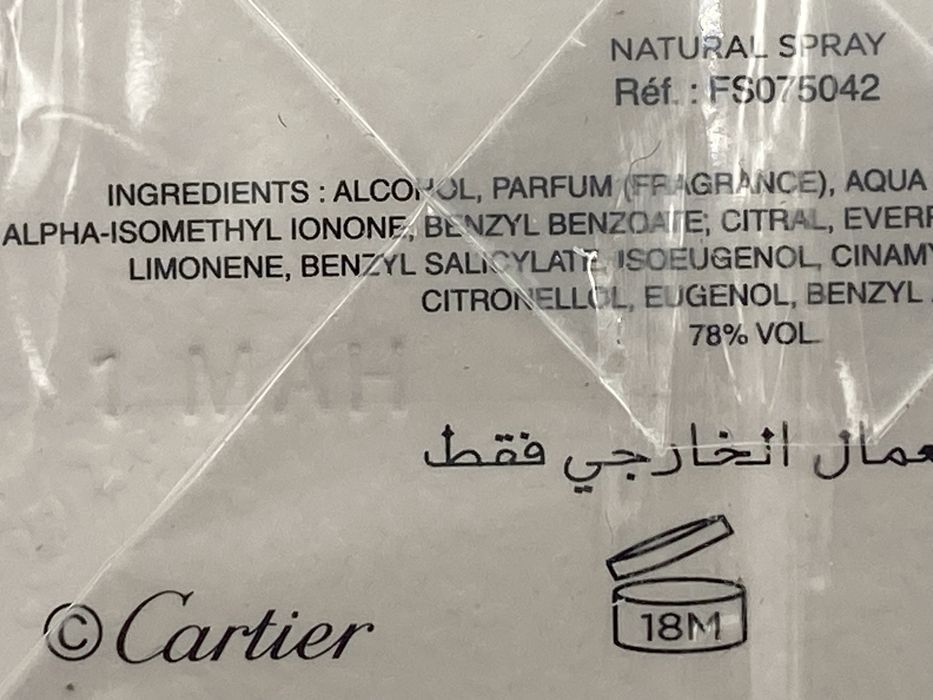 NATURAL SPRAY
Réf. : FS075042
INGREDIENTS : ALCOHOL, PARFUM (FRAGRANCE), AQUA
ALPHA-ISOMETHYL IONONE, BENZYL BENZOATE, CITRAL,
LIMONENE, BENZYL SALICYLATE, ISOEUGENOL,
CITRONELLOL, EUGENOL, BENZYL
78% VOL
الخارجي فقط
18M
© Cartier